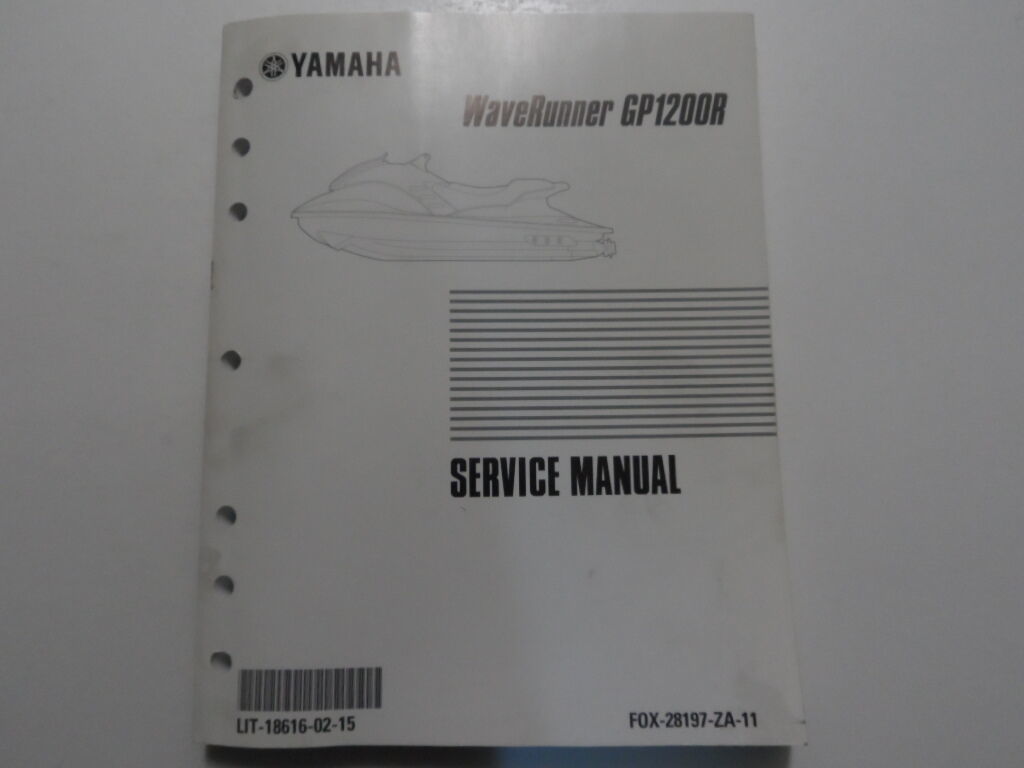 YAMAHA
WaveRunner GP1200R
SERVICE MANUAL
LIT-18616-02-15
FOX-28197-ZA-11